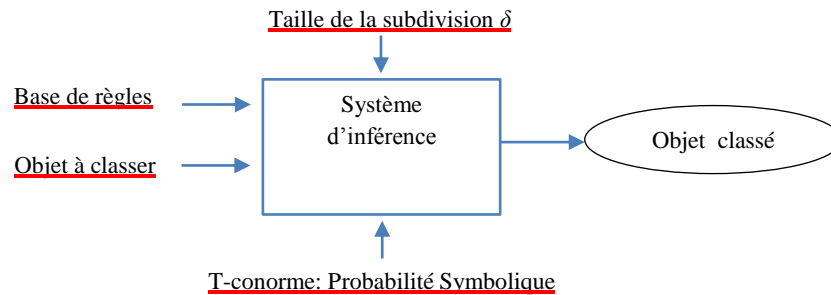 Taille de la subdivision δ
Base de règles
Objet à classer
Système
d’inférence
Objet classé
T-conorme: Probabilité Symbolique